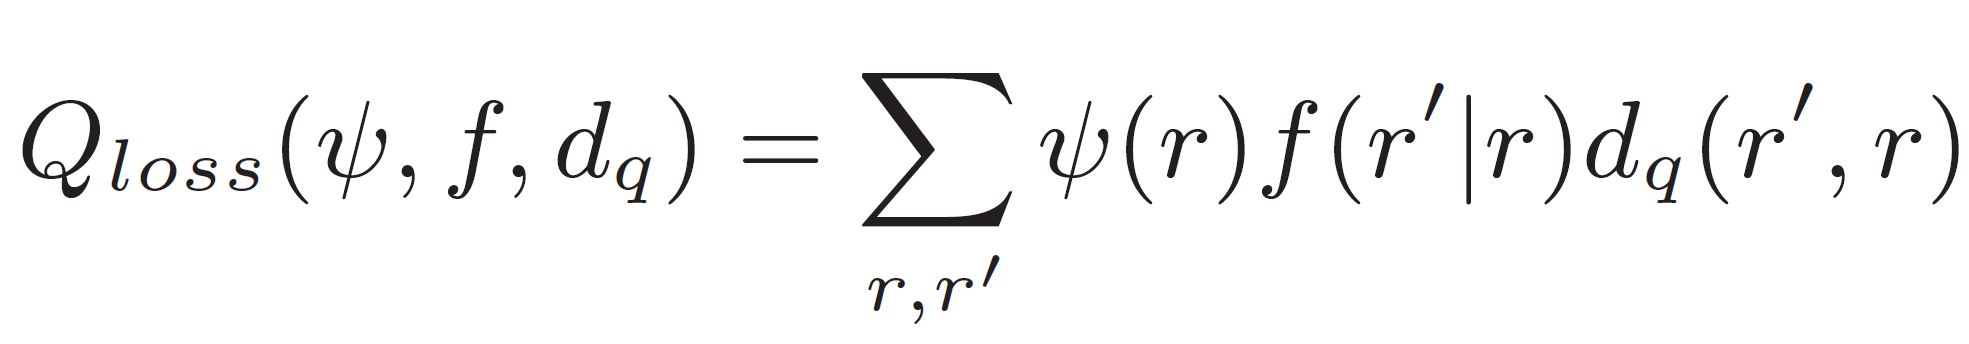 Q_{loss}(ψ, f, d_q) = \sum_{r,r'} ψ(r)f(r'|r)d_q(r', r)